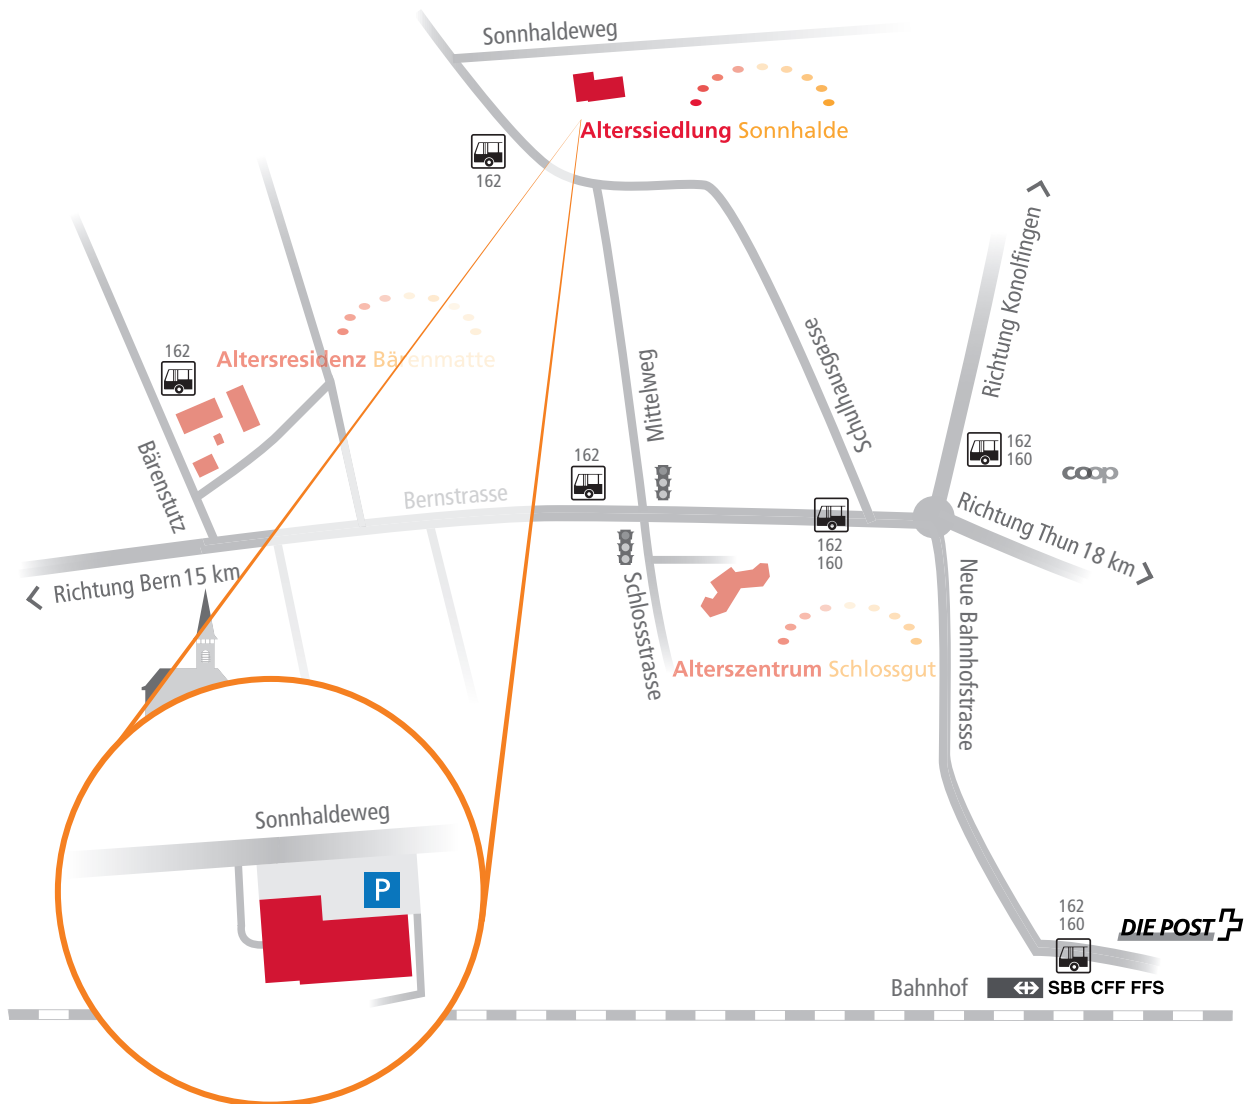 Sonnhaldeweg
Alterssiedlung Sonnhalde
162
Richtung Konolfingen
162
Altersresidenz Bärenmatte
Mittelweg
Schulhausgasse
Bärenstutz
162
Bernstrasse
162
160
coop
Richtung Thun 18 km
162
160
Richtung Bern 15 km
Schlossstrasse
Neue Bahnhofstrasse
Alterszentrum Schlossgut
Sonnhaldeweg
P
162
160
DIE POST
Bahnhof
SBB CFF FFS